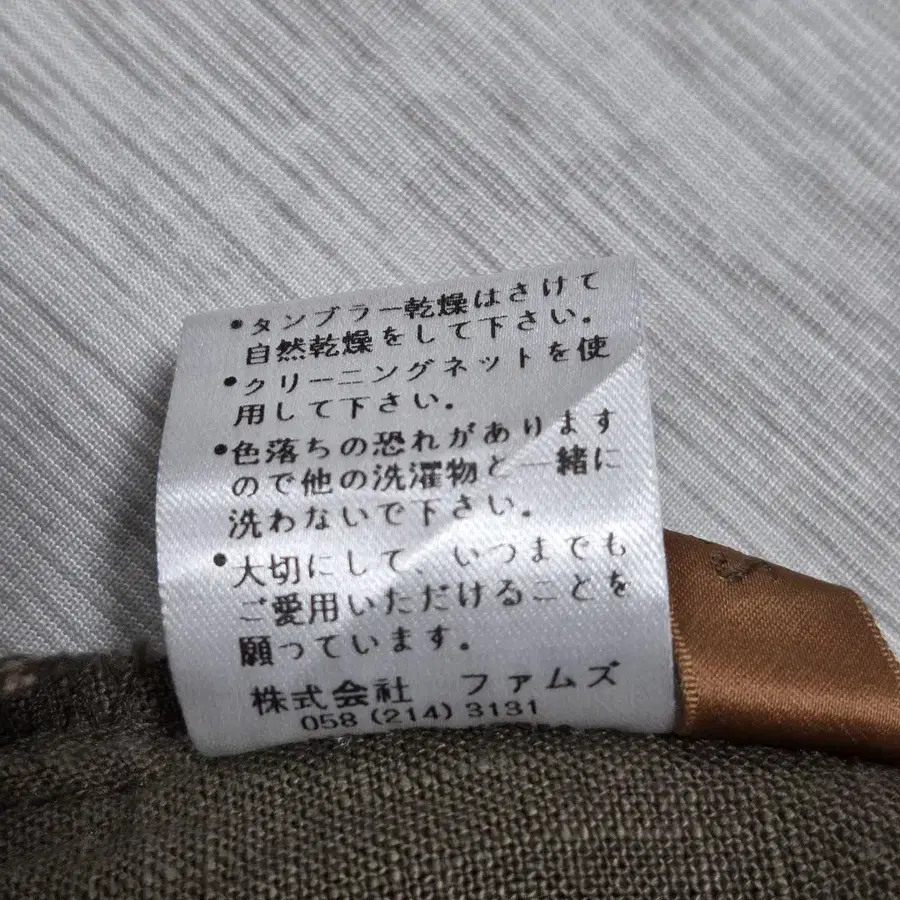 •タンブラー乾燥はさけて
自然乾燥をして下さい。
•クリーニングネットを使
用して下さい。
•色落ちの恐れがあります
ので他の洗濯物と一緒に
洗わないで下さい。
•大切にして、いつまでも
ご愛用いただけることを
願っています。
株式会社 ファムズ
058 (214) 3131